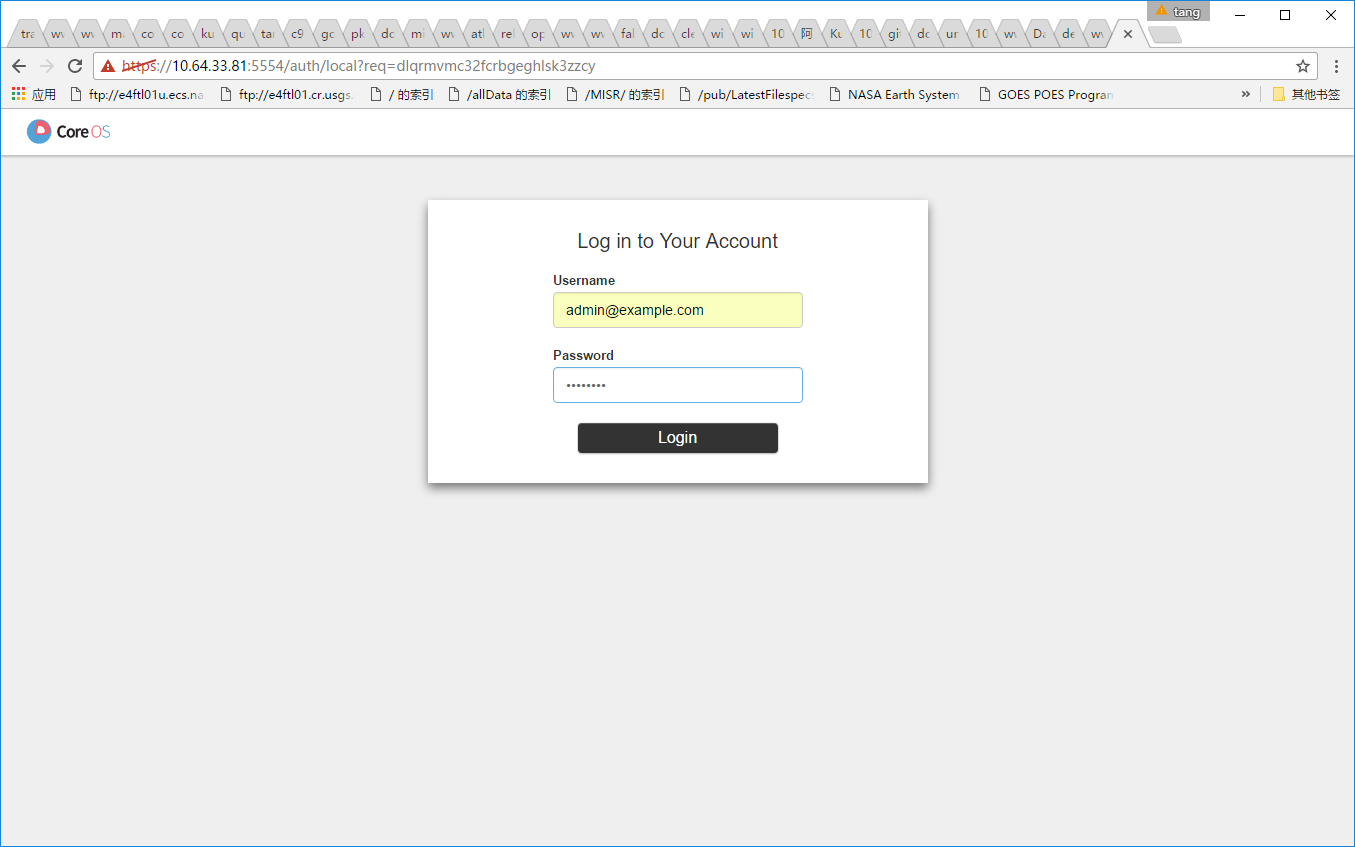 tang
tra wv wv ma co co ku qu tar c9 gc pk dc mi wv atl rel op wv wv fal dc cle wi wi 10 阿 Ku 10 git dc ur 10 wv Da de wv
https://10.64.33.81:5554/auth/local?req=dlqrmvmc32fcrbgeghlsk3zzcy
应用 ftp://e4ftl01u.ecs.na ftp://e4ftl01.cr.usgs. / 的索引 /allData 的索引 /MISR/ 的索引 /pub/LatestFilespec NASA Earth System GOES POES Progran » 其他书签
Core OS
Log in to Your Account
Username
admin@example.com
Password
••••••••
Login